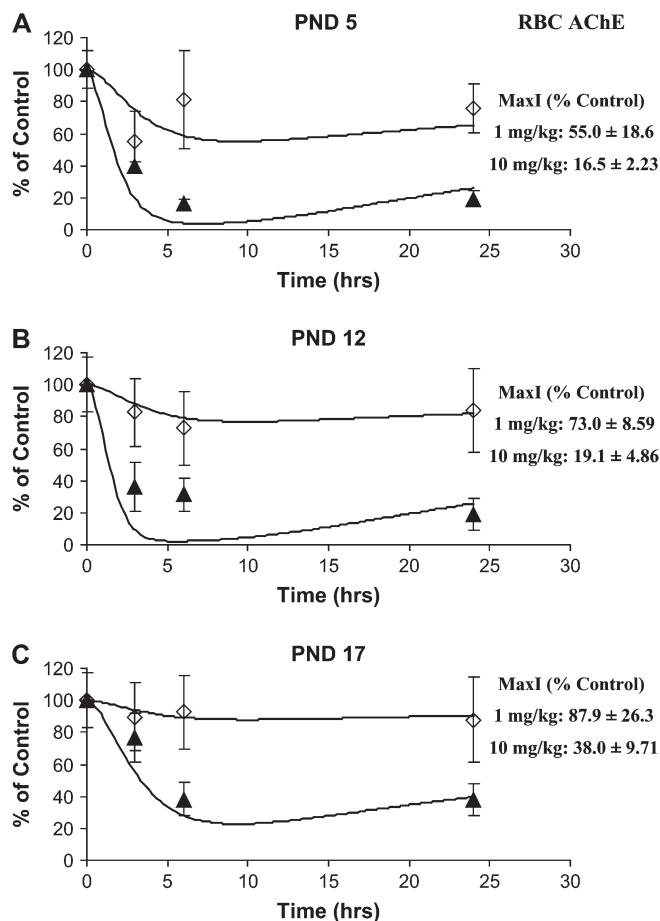 A PND 5 RBC AChE
120
100
80
60
40
20
0
% of Control
MaxI (% Control)
1 mg/kg: 55.0 ± 18.6
10 mg/kg: 16.5 ± 2.23
0 5 10 15 20 25 30
Time (hrs)
B PND 12
120
100
80
60
40
20
0
% of Control
MaxI (% Control)
1 mg/kg: 73.0 ± 8.59
10 mg/kg: 19.1 ± 4.86
0 5 10 15 20 25 30
Time (hrs)
C PND 17
120
100
80
60
40
20
0
% of Control
MaxI (% Control)
1 mg/kg: 87.9 ± 26.3
10 mg/kg: 38.0 ± 9.71
0 5 10 15 20 25 30
Time (hrs)